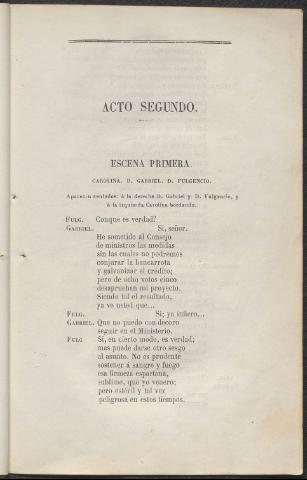 ACTO SEGUNDO.
ESCENA PRIMERA.
CAROLINA. D. GABRIEL. D. FULGENCIO.
Aparecen sentados: á la derecha D. Gabriel y D. Fulgencio, y
á la izquierda Carolina bordando.
FULG. Conque es verdad?
GABRIEL. Si, señor.
He sometido al Consejo
de ministros las medidas
sin las cuales no podremos
conjurar la bancarrota
y galvanizar el crédito;
pero de ocho votos cinco
desaprueban mi proyecto.
Siendo tal el resultado,
ya ve usted que...
FULG. Si; ya infiero...
GABRIEL. Que no puedo con decoro
seguir en el Ministerio.
FULG Si, en cierto modo, es verdad;
mas puede darse otro sesgo
al asunto. No es prudente
sostener á sangre y fuego
esa firmeza espartana,
sublime, que yo venero;
pero estéril y tal vez
peligrosa en estos tiempos.